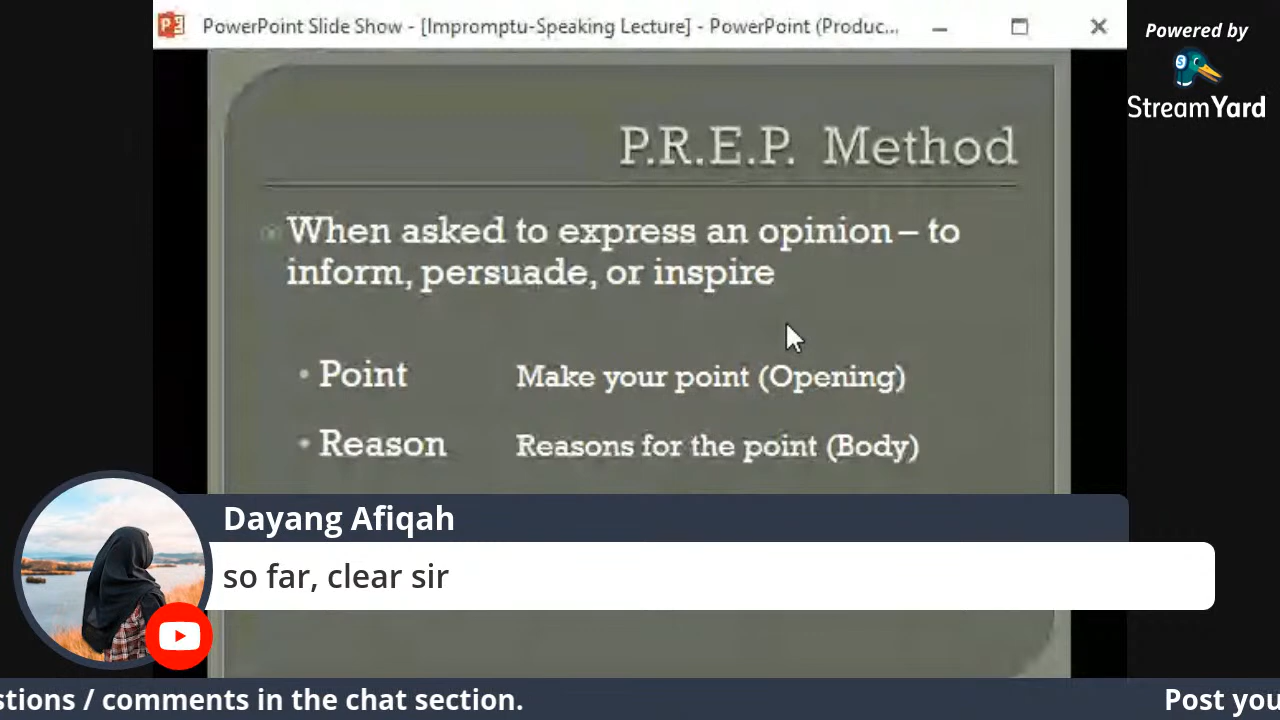 PowerPoint Slide Show - [Impromptu-Speaking Lecture] - PowerPoint (Produc...
Powered by
StreamYard
P.R.E.P. Method
When asked to express an opinion – to
inform, persuade, or inspire
• Point Make your point (Opening)
• Reason Reasons for the point (Body)
Dayang Afiqah
so far, clear sir
stions / comments in the chat section. Post you